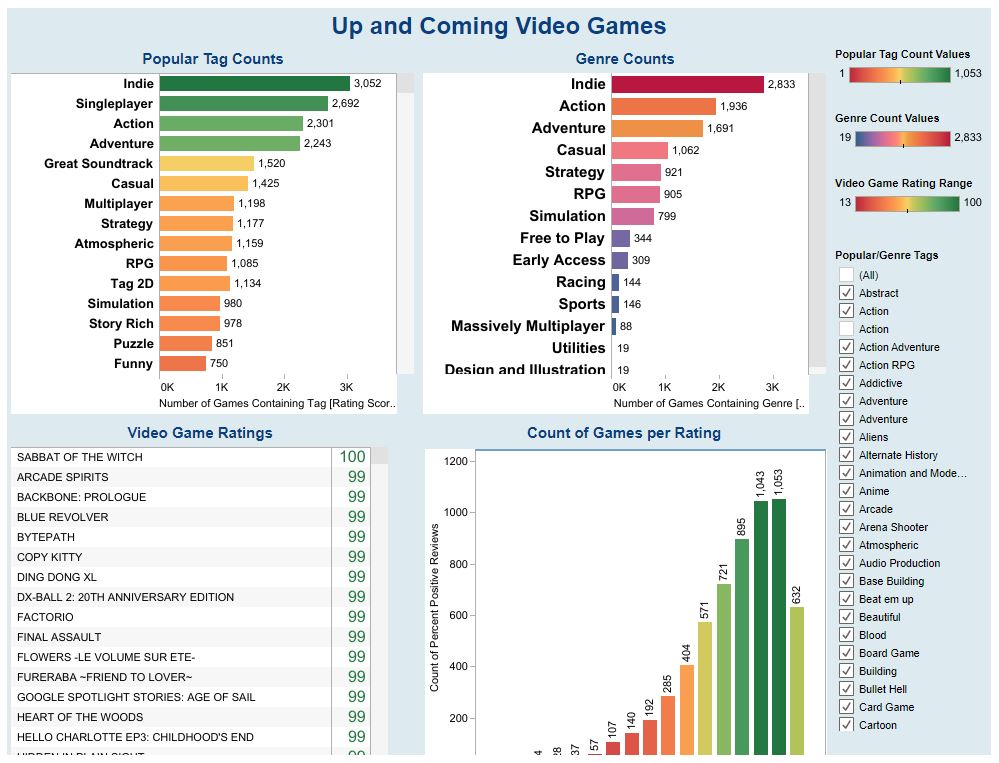 Up and Coming Video Games
Popular Tag Counts
Indie 3,052
Singleplayer 2,692
Action 2,301
Adventure 2,243
Great Soundtrack 1,520
Casual 1,425
Multiplayer 1,198
Strategy 1,177
Atmospheric 1,159
RPG 1,085
Tag 2D 1,134
Simulation 980
Story Rich 978
Puzzle 851
Funny 750
0K 1K 2K 3K
Number of Games Containing Tag [Rating Scor..
Genre Counts
Indie 2,833
Action 1,936
Adventure 1,691
Casual 1,062
Strategy 921
RPG 905
Simulation 799
Free to Play 344
Early Access 309
Racing 144
Sports 146
Massively Multiplayer 88
Utilities 19
Design and Illustration 19
0K 1K 2K 3K
Number of Games Containing Genre [..
Popular Tag Count Values
1 1,053
Genre Count Values
19 2,833
Video Game Rating Range
13 100
Popular/Genre Tags
(All)
Abstract
Action
Action
Action Adventure
Action RPG
Addictive
Adventure
Adventure
Aliens
Alternate History
Animation and Mode...
Anime
Arcade
Arena Shooter
Atmospheric
Audio Production
Base Building
Beat em up
Beautiful
Blood
Board Game
Building
Bullet Hell
Card Game
Cartoon
Video Game Ratings
SABBAT OF THE WITCH 100
ARCADE SPIRITS 99
BACKBONE: PROLOGUE 99
BLUE REVOLVER 99
BYTEPATH 99
COPY KITTY 99
DING DONG XL 99
DX-BALL 2: 20TH ANNIVERSARY EDITION 99
FACTORIO 99
FINAL ASSAULT 99
FLOWERS -LE VOLUME SUR ETE- 99
FURERABA ~FRIEND TO LOVER~ 99
GOOGLE SPOTLIGHT STORIES: AGE OF SAIL 99
HEART OF THE WOODS 99
HELLO CHARLOTTE EP3: CHILDHOOD'S END 99
Count of Games per Rating
Count of Percent Positive Reviews
1200
1000
800
600
400
200
57 107 140 192 285 404 571 721 895 1,043 1,053 632